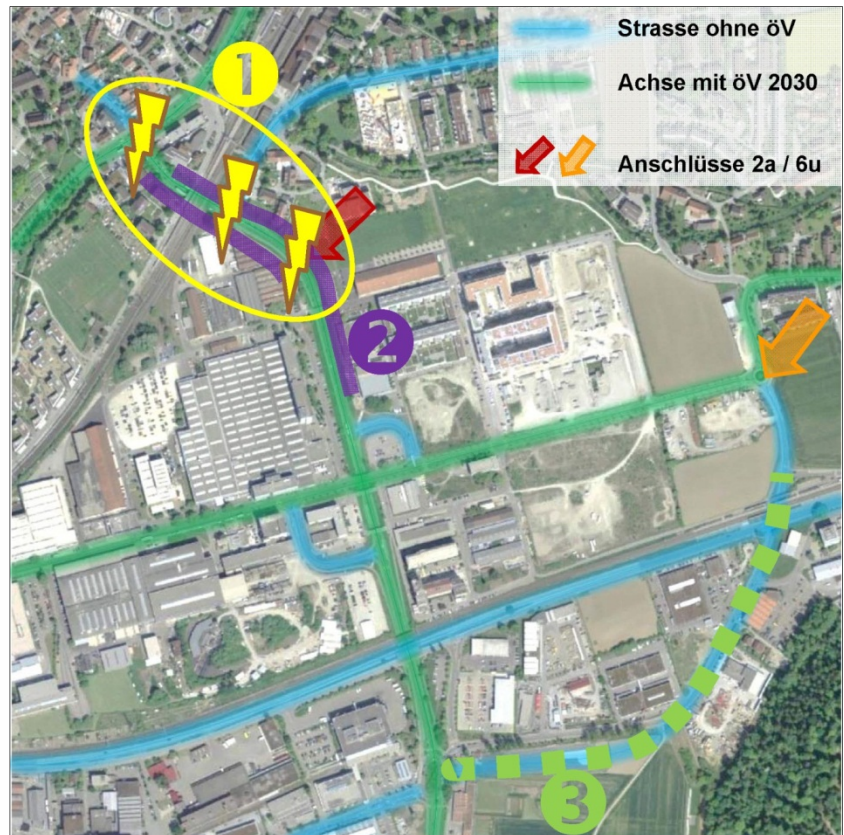 Strasse ohne öV
Achse mit öV 2030
Anschlüsse 2a / 6u
1
2
3